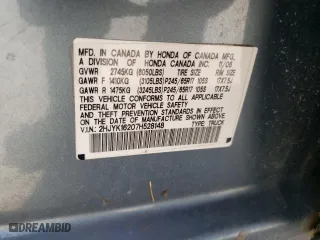 MFD. IN CANADA BY HONDA OF CANADA MFG.
A DIVISION OF HONDA CANADA INC. 11/06
GVWR 2745KG (6050LBS) TIRE SIZE RIM SIZE
GAWR F 1410KG (3110LBS) P245/65R17 105S 17X7.5J
GAWR R 1475KG (3245LBS) P245/65R17 105S 17X7.5J
THIS VEHICLE CONFORMS TO ALL APPLICABLE
FEDERAL MOTOR VEHICLE SAFETY
AND THEFT PREVENTION STANDARDS IN EFFECT
ON THE DATE OF MANUFACTURE SHOWN ABOVE.
V.I.N.: 2HJYK16207H528148 TYPE: TRUCK
DREAMBID